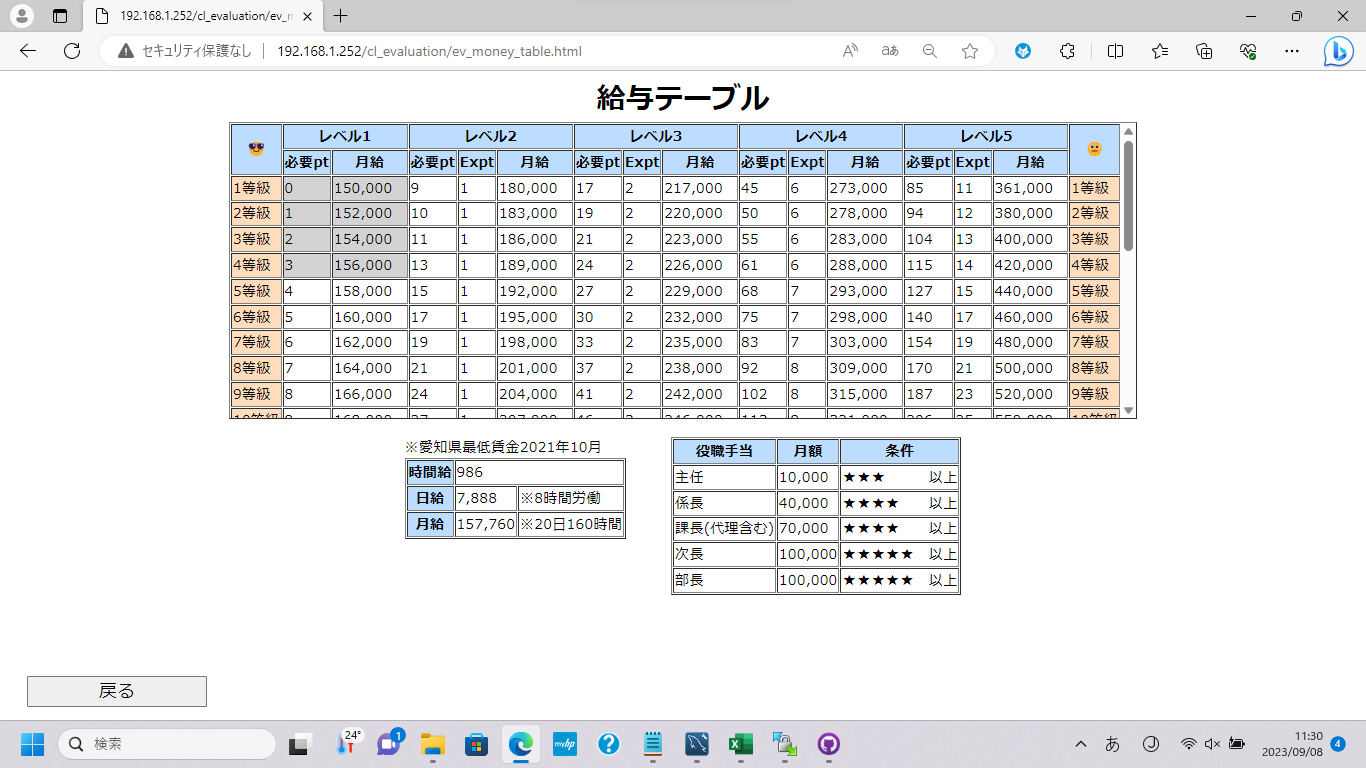 192.168.1.252/cl_evaluation/ev_m
セキュリティ保護なし 192.168.1.252/cl_evaluation/ev_money_table.html
給与テーブル
レベル1 レベル2 レベル3 レベル4 レベル5
必要pt 月給 必要pt Expt 月給 必要pt Expt 月給 必要pt Expt 月給 必要pt Expt 月給
1等級 0 150,000 9 1 180,000 17 2 217,000 45 6 273,000 85 11 361,000 1等級
2等級 1 152,000 10 1 183,000 19 2 220,000 50 6 278,000 94 12 380,000 2等級
3等級 2 154,000 11 1 186,000 21 2 223,000 55 6 283,000 104 13 400,000 3等級
4等級 3 156,000 13 1 189,000 24 2 226,000 61 6 288,000 115 14 420,000 4等級
5等級 4 158,000 15 1 192,000 27 2 229,000 68 7 293,000 127 15 440,000 5等級
6等級 5 160,000 17 1 195,000 30 2 232,000 75 7 298,000 140 17 460,000 6等級
7等級 6 162,000 19 1 198,000 33 2 235,000 83 7 303,000 154 19 480,000 7等級
8等級 7 164,000 21 1 201,000 37 2 238,000 92 8 309,000 170 21 500,000 8等級
9等級 8 166,000 24 1 204,000 41 2 242,000 102 8 315,000 187 23 520,000 9等級
※愛知県最低賃金2021年10月
時間給 986
日給 7,888 ※8時間労働
月給 157,760 ※20日160時間
役職手当 月額 条件
主任 10,000 ★★★ 以上
係長 40,000 ★★★★ 以上
課長(代理含む) 70,000 ★★★★ 以上
次長 100,000 ★★★★★ 以上
部長 100,000 ★★★★★ 以上
戻る
検索
24°
1
myhp
あ
11:30
2023/09/08
4